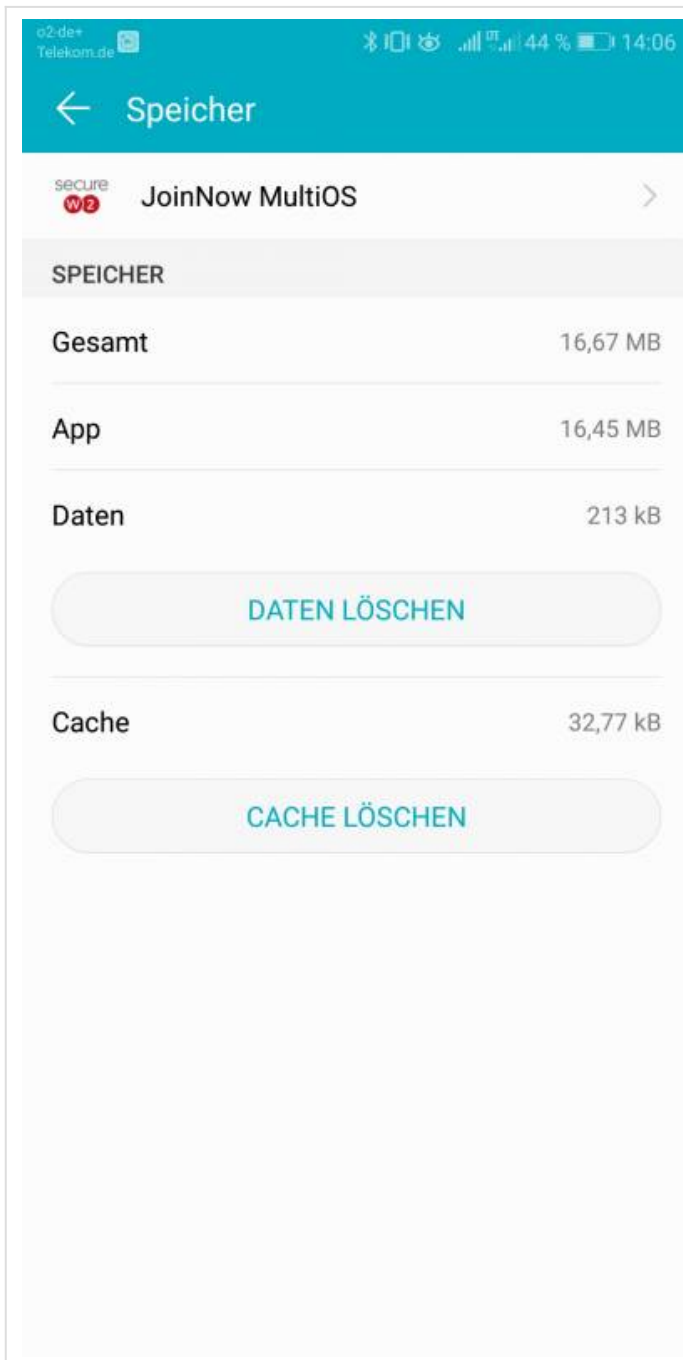 o2-de+
Telekom.de
44 % 14:06
Speicher
secure
W2
JoinNow MultiOS
SPEICHER
Gesamt 16,67 MB
App 16,45 MB
Daten 213 kB
DATEN LÖSCHEN
Cache 32,77 kB
CACHE LÖSCHEN